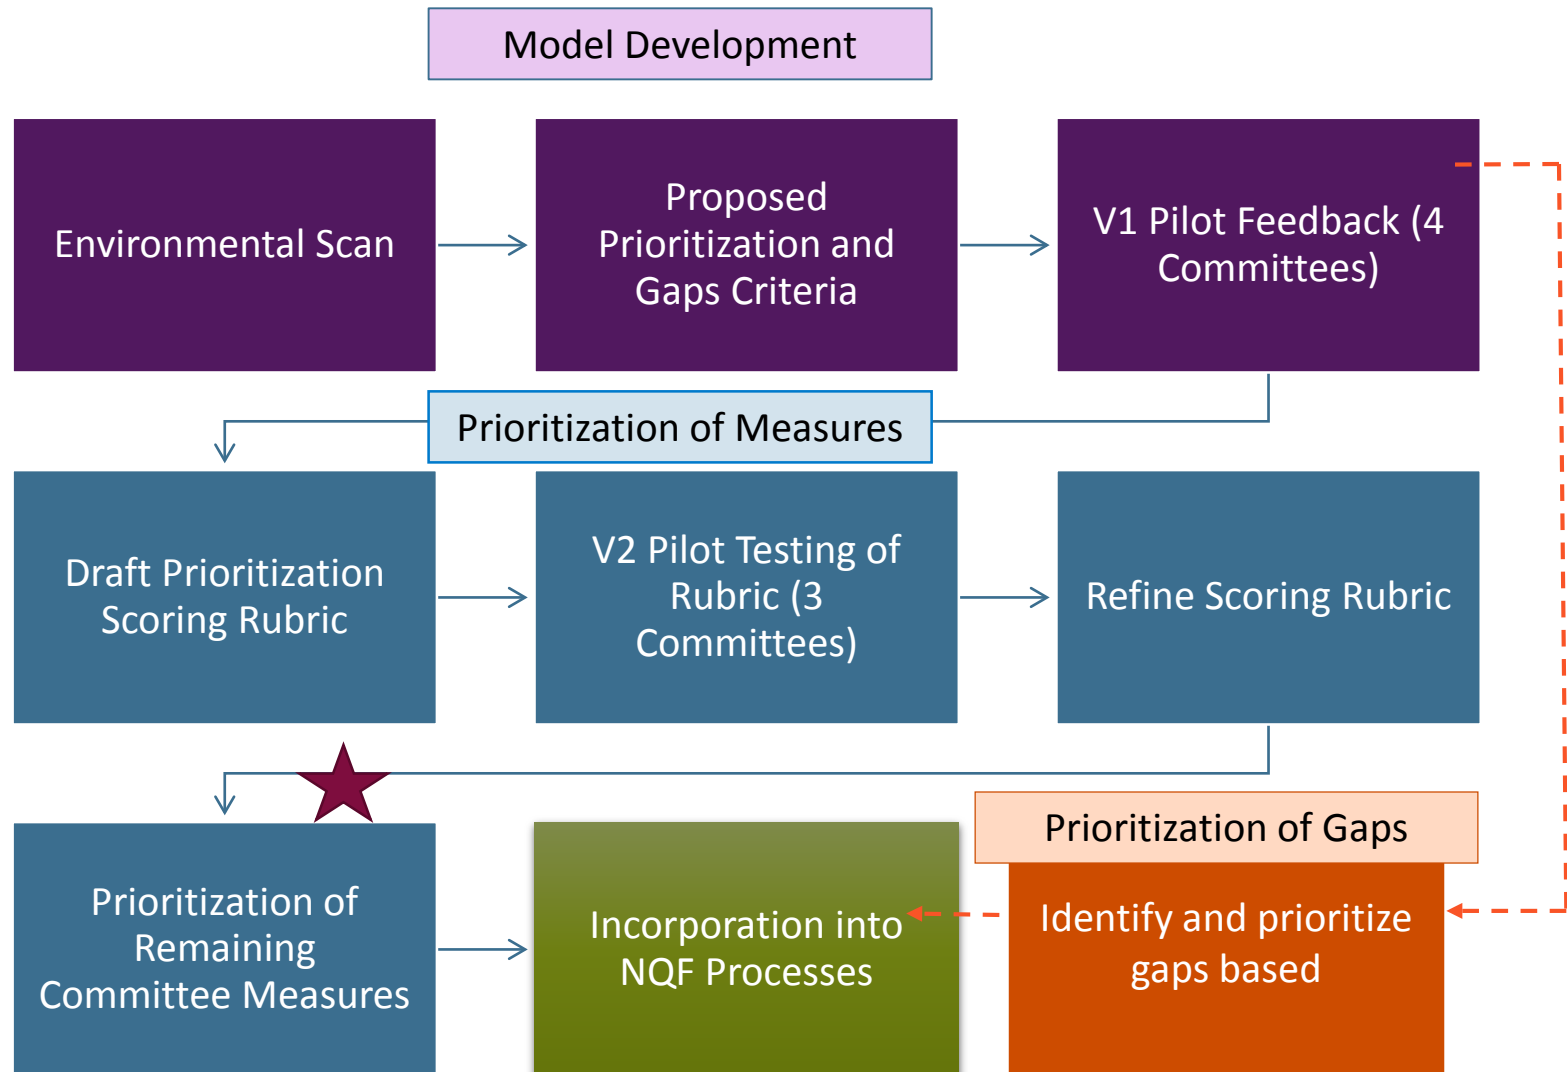 Model Development
Environmental Scan
Proposed
Prioritization and
Gaps Criteria
V1 Pilot Feedback (4
Committees)
Prioritization of Measures
Draft Prioritization
Scoring Rubric
V2 Pilot Testing of
Rubric (3
Committees)
Refine Scoring Rubric
Prioritization of
Remaining
Committee Measures
Incorporation into
NQF Processes
Prioritization of Gaps
Identify and prioritize
gaps based